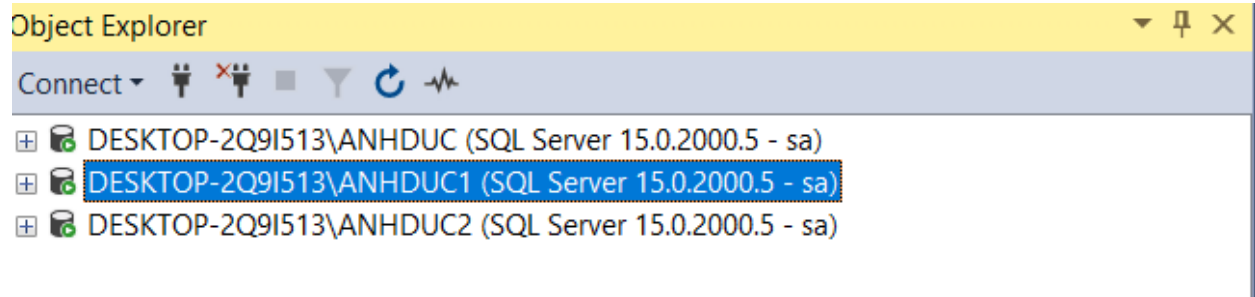 Object Explorer
Connect
DESKTOP-2Q9I513\ANHDUC (SQL Server 15.0.2000.5 - sa)
DESKTOP-2Q9I513\ANHDUC1 (SQL Server 15.0.2000.5 - sa)
DESKTOP-2Q9I513\ANHDUC2 (SQL Server 15.0.2000.5 - sa)